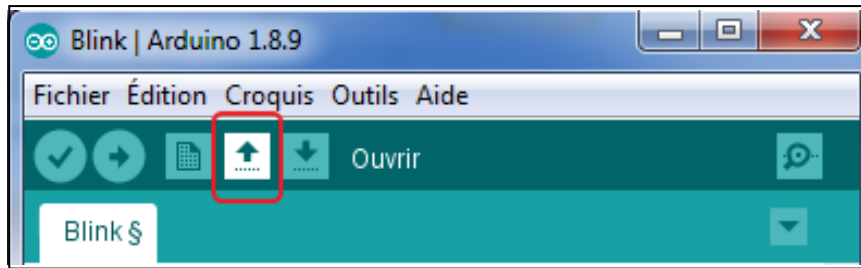 Blink | Arduino 1.8.9
Fichier Édition Croquis Outils Aide
Ouvrir
Blink §